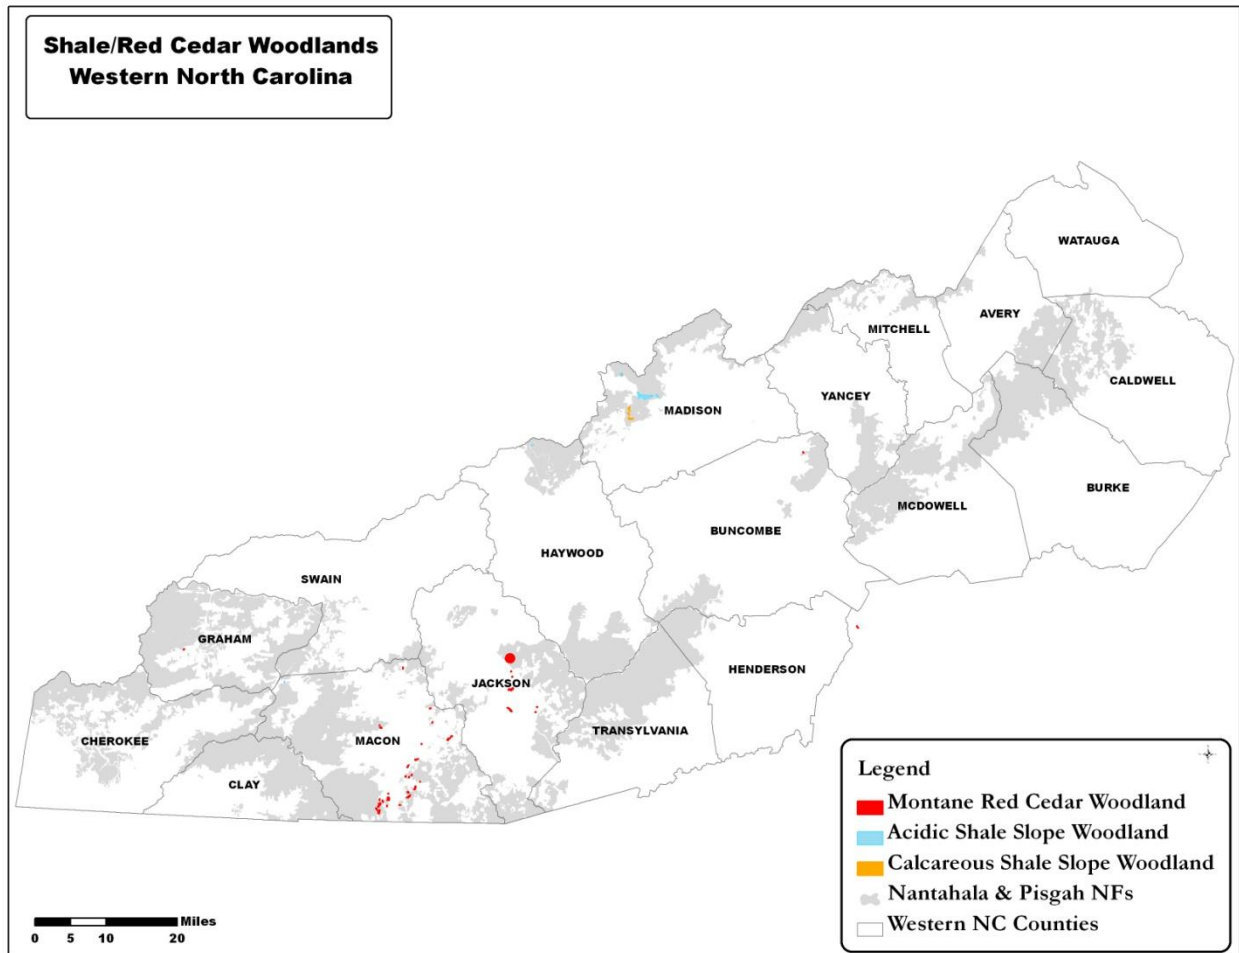 Shale/Red Cedar Woodlands
Western North Carolina
WATAUGA
AVERY
MITCHELL
CALDWELL
YANCEY
MADISON
BURKE
MCDOWELL
BUNCOMBE
HAYWOOD
SWAIN
GRAHAM
HENDERSON
JACKSON
TRANSYLVANIA
CHEROKEE
MACON
CLAY
Legend
Montane Red Cedar Woodland
Acidic Shale Slope Woodland
Calcareous Shale Slope Woodland
Nantahala & Pisgah NFs
Western NC Counties
Miles
0 5 10 20